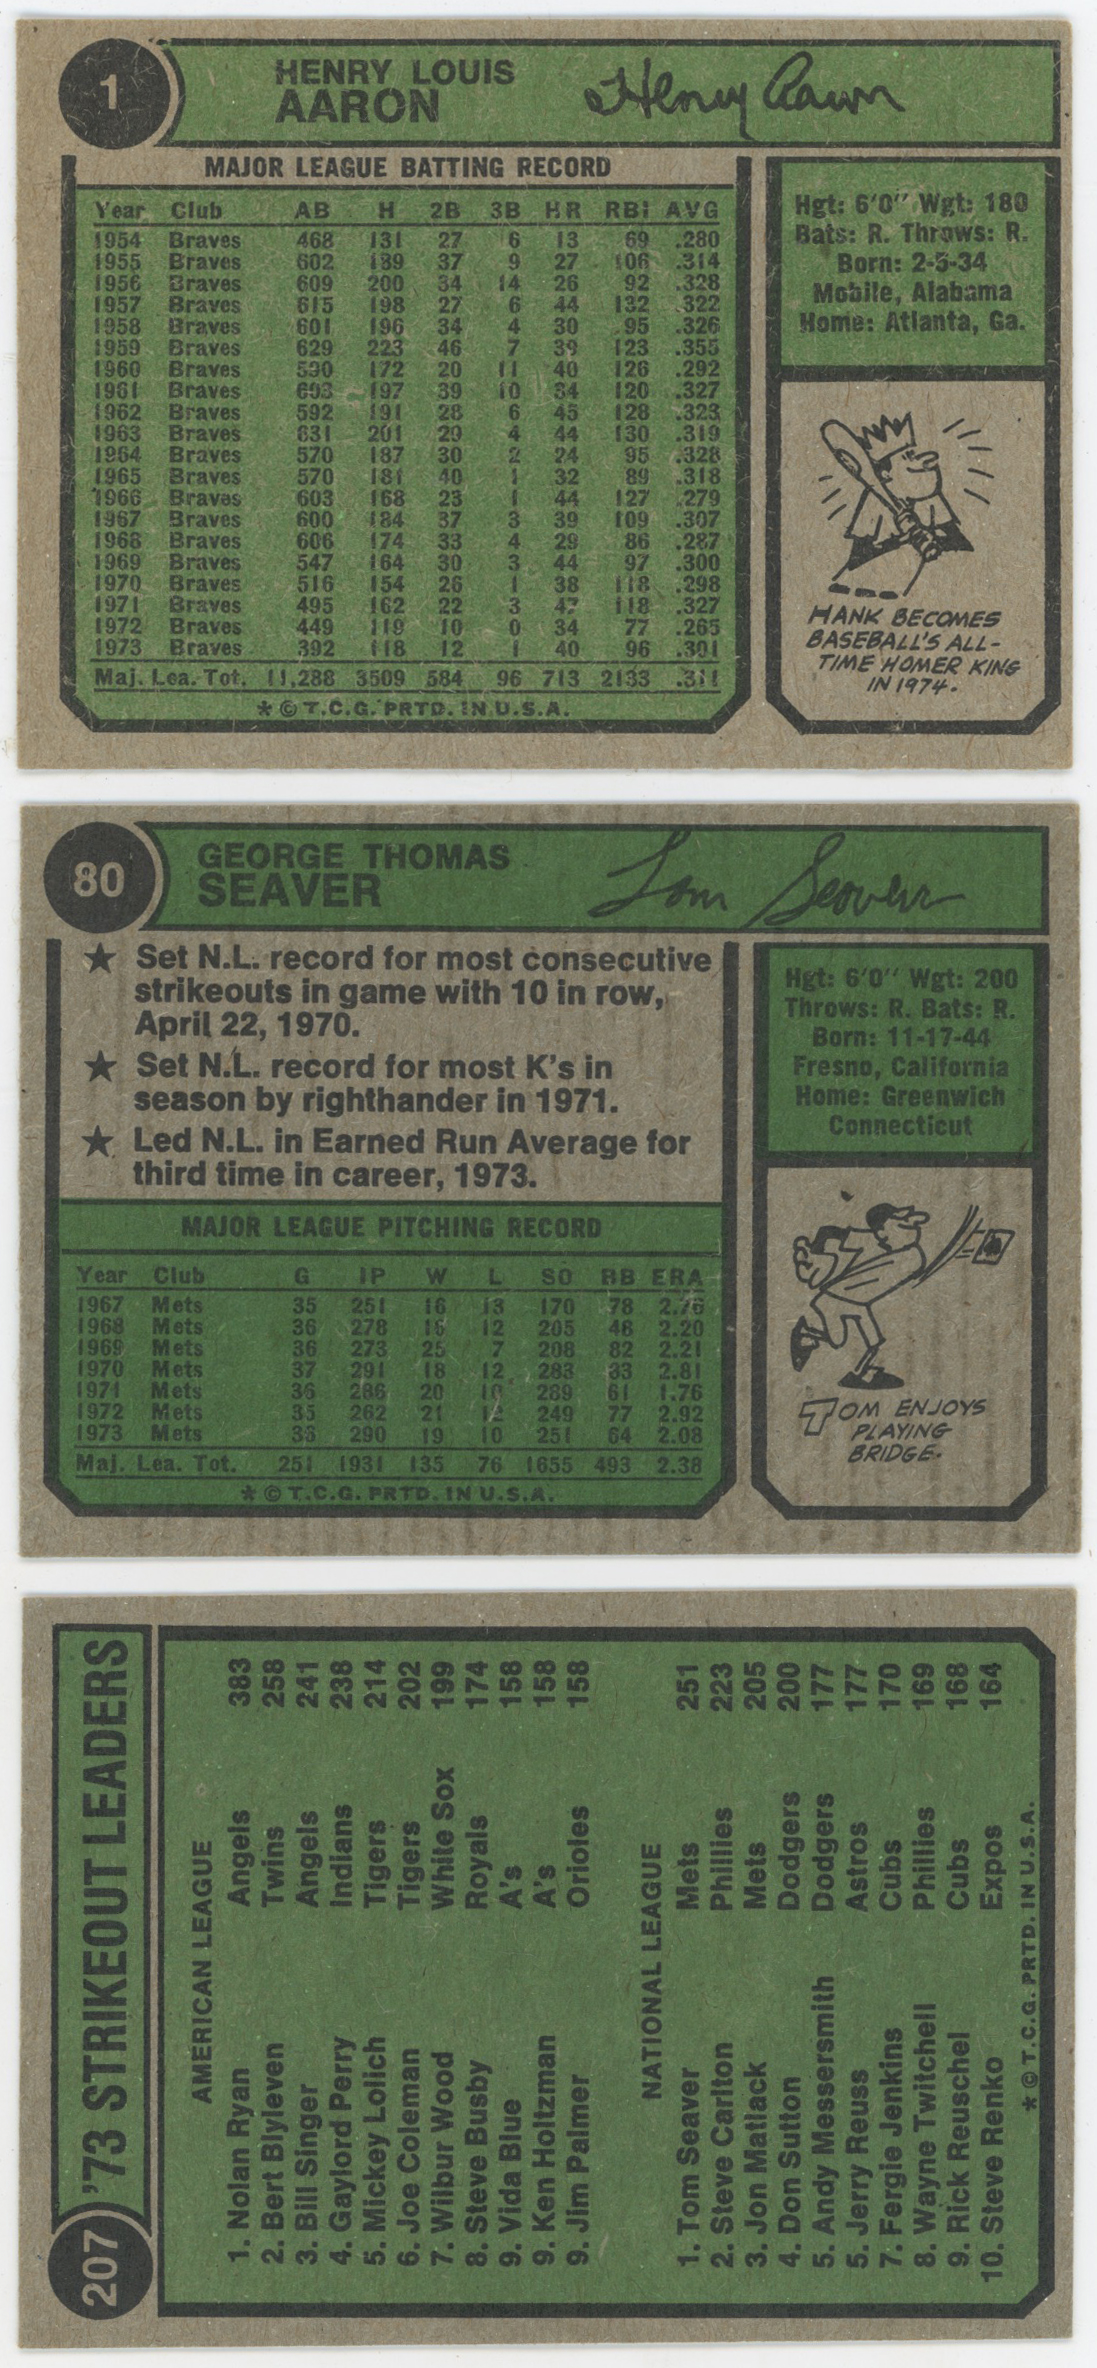 1
HENRY LOUIS
AARON
Henry Aaron
MAJOR LEAGUE BATTING RECORD
Year Club AB H 2B 3B HR RBI AVG
1954 Braves 468 131 27 6 13 69 .280
1955 Braves 602 189 37 9 27 106 .314
1956 Braves 609 200 34 14 26 92 .328
1957 Braves 615 198 27 6 44 132 .322
1958 Braves 601 196 34 4 30 95 .326
1959 Braves 629 223 46 7 39 123 .355
1960 Braves 590 172 20 11 40 126 .292
1961 Braves 603 197 39 10 34 120 .327
1962 Braves 592 191 28 6 45 128 .323
1963 Braves 631 201 29 4 44 130 .319
1964 Braves 570 187 30 2 24 95 .328
1965 Braves 570 181 40 1 32 89 .318
1966 Braves 603 168 23 1 44 127 .279
1967 Braves 600 184 37 3 39 109 .307
1968 Braves 606 174 33 4 29 86 .287
1969 Braves 547 164 30 3 44 97 .300
1970 Braves 516 154 26 1 38 118 .298
1971 Braves 495 162 22 3 47 118 .327
1972 Braves 449 119 10 0 34 77 .265
1973 Braves 392 118 12 1 40 96 .301
Maj. Lea. Tot. 11,288 3509 584 96 713 2133 .311
* © T.C.G. PRTD. IN U.S.A.
Hgt: 6'0" Wgt: 180
Bats: R. Throws: R.
Born: 2-5-34
Mobile, Alabama
Home: Atlanta, Ga.
HANK BECOMES
BASEBALL'S ALL-
TIME HOMER KING
IN 1974.
80
GEORGE THOMAS
SEAVER
Tom Seaver
★ Set N.L. record for most consecutive
strikeouts in game with 10 in row,
April 22, 1970.
★ Set N.L. record for most K's in
season by righthander in 1971.
★ Led N.L. in Earned Run Average for
third time in career, 1973.
MAJOR LEAGUE PITCHING RECORD
Year Club G IP W L SO BB ERA
1967 Mets 35 251 16 13 170 78 2.76
1968 Mets 36 278 16 12 205 48 2.20
1969 Mets 36 273 25 7 208 82 2.21
1970 Mets 37 291 18 12 283 83 2.81
1971 Mets 36 286 20 10 289 61 1.76
1972 Mets 35 262 21 12 249 77 2.92
1973 Mets 36 290 19 10 251 64 2.08
Maj. Lea. Tot. 251 1931 135 76 1655 493 2.38
* © T.C.G. PRTD. IN U.S.A.
Hgt: 6'0" Wgt: 200
Throws: R. Bats: R.
Born: 11-17-44
Fresno, California
Home: Greenwich
Connecticut
TOM ENJOYS
PLAYING
BRIDGE.
207
'73 STRIKEOUT LEADERS
AMERICAN LEAGUE
1. Nolan Ryan Angels 383
2. Bert Blyleven Twins 258
3. Bill Singer Angels 241
4. Gaylord Perry Indians 238
5. Mickey Lolich Tigers 214
6. Joe Coleman Tigers 202
7. Wilbur Wood White Sox 199
8. Steve Busby Royals 174
9. Vida Blue A's 158
9. Ken Holtzman A's 158
9. Jim Palmer Orioles 158
NATIONAL LEAGUE
1. Tom Seaver Mets 251
2. Steve Carlton Phillies 223
3. Jon Matlack Mets 205
4. Don Sutton Dodgers 200
5. Andy Messersmith Dodgers 177
5. Jerry Reuss Astros 177
7. Fergie Jenkins Cubs 170
8. Wayne Twitchell Phillies 169
9. Rick Reuschel Cubs 168
10. Steve Renko Expos 164
* © T.C.G. PRTD. IN U.S.A.